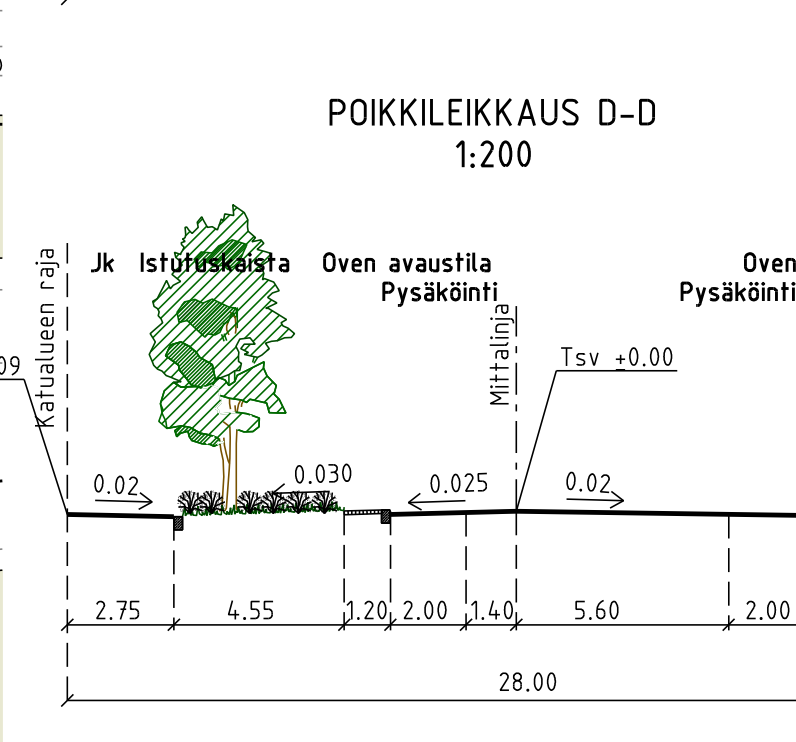 POIKKILEIKKAUS D-D
1:200
Jk Istutuskaista Oven avaustila Oven
Pysäköinti Pysäköinti
Katualueen raja
Mittalinja
09
Tsv ±0.00
0.02 0.030 0.025 0.02
2.75 4.55 1.20 2.00 1.40 5.60 2.00
28.00